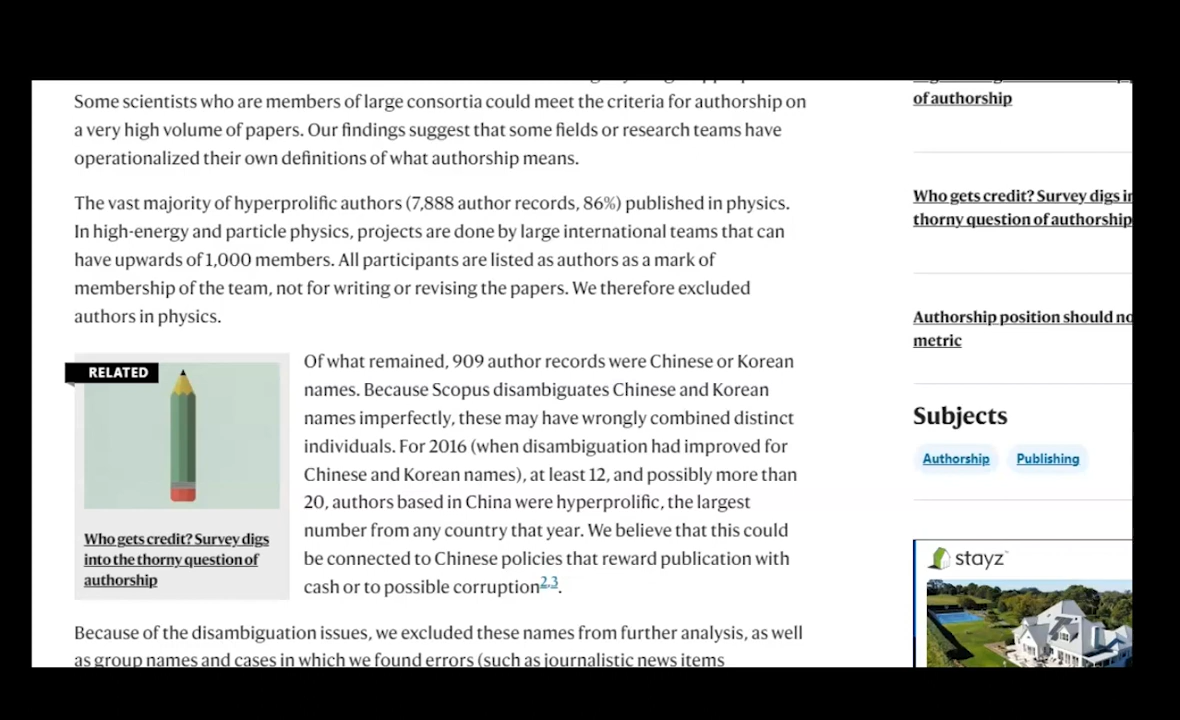 Some scientists who are members of large consortia could meet the criteria for authorship on
a very high volume of papers. Our findings suggest that some fields or research teams have
operationalized their own definitions of what authorship means.
The vast majority of hyperprolific authors (7,888 author records, 86%) published in physics.
In high-energy and particle physics, projects are done by large international teams that can
have upwards of 1,000 members. All participants are listed as authors as a mark of
membership of the team, not for writing or revising the papers. We therefore excluded
authors in physics.
RELATED
Who gets credit? Survey digs
into the thorny question of
authorship
Of what remained, 909 author records were Chinese or Korean
names. Because Scopus disambiguates Chinese and Korean
names imperfectly, these may have wrongly combined distinct
individuals. For 2016 (when disambiguation had improved for
Chinese and Korean names), at least 12, and possibly more than
20, authors based in China were hyperprolific, the largest
number from any country that year. We believe that this could
be connected to Chinese policies that reward publication with
cash or to possible corruption2,3.
Because of the disambiguation issues, we excluded these names from further analysis, as well
as group names and cases in which we found errors (such as journalistic news items
of authorship
Who gets credit? Survey digs in
thorny question of authorship
Authorship position should no
metric
Subjects
Authorship Publishing
stayz